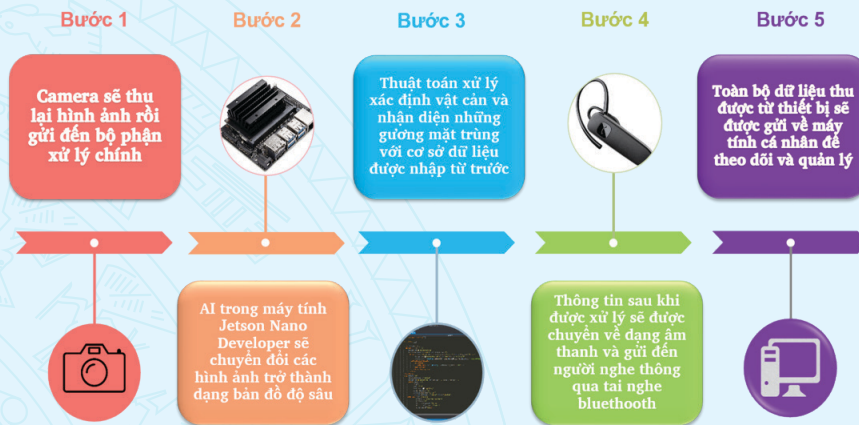 Bước 1
Camera sẽ thu
lại hình ảnh rồi
gửi đến bộ phận
xử lý chính
Bước 2
AI trong máy tính
Jetson Nano
Developer sẽ
chuyển đổi các
hình ảnh trở thành
dạng bản đồ độ sâu
Bước 3
Thuật toán xử lý
xác định vật cản và
nhận diện những
gương mặt trùng
với cơ sở dữ liệu
được nhập từ trước
Bước 4
Thông tin sau khi
được xử lý sẽ được
chuyển về dạng âm
thanh và gửi đến
người nghe thông
qua tai nghe
bluethooth
Bước 5
Toàn bộ dữ liệu thu
được từ thiết bị sẽ
được gửi về máy
tính cá nhân để
theo dõi và quản lý